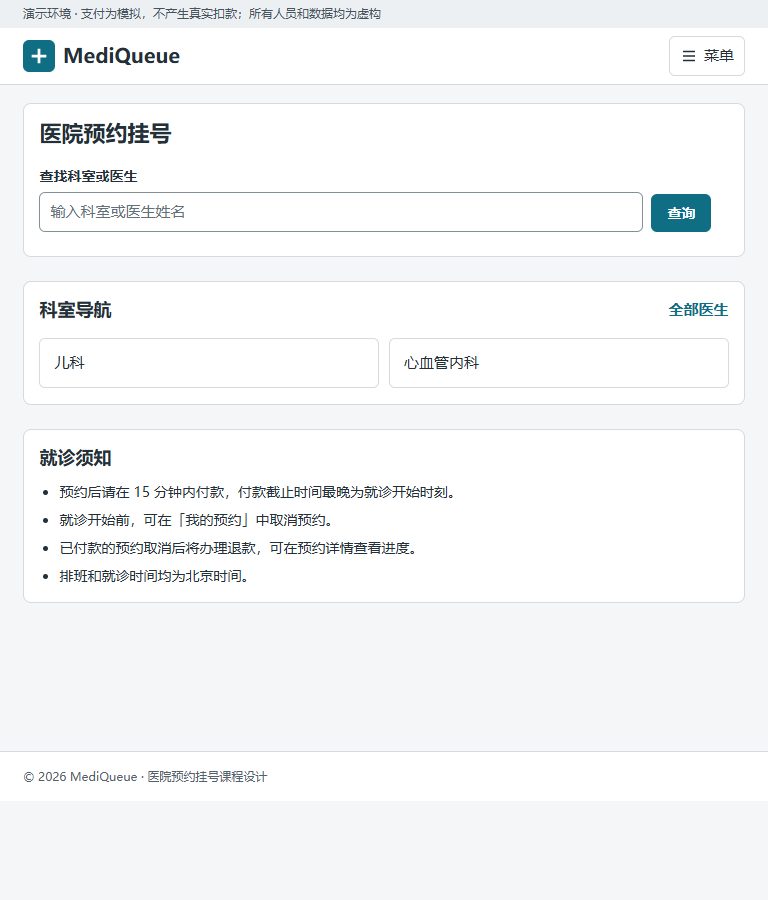 演示环境 · 支付为模拟，不产生真实扣款；所有人员和数据均为虚构
MediQueue
菜单
医院预约挂号
查找科室或医生
输入科室或医生姓名
查询
科室导航
全部医生
儿科
心血管内科
就诊须知
预约后请在 15 分钟内付款，付款截止时间最晚为就诊开始时刻。
就诊开始前，可在「我的预约」中取消预约。
已付款的预约取消后将办理退款，可在预约详情查看进度。
排班和就诊时间均为北京时间。
© 2026 MediQueue · 医院预约挂号课程设计